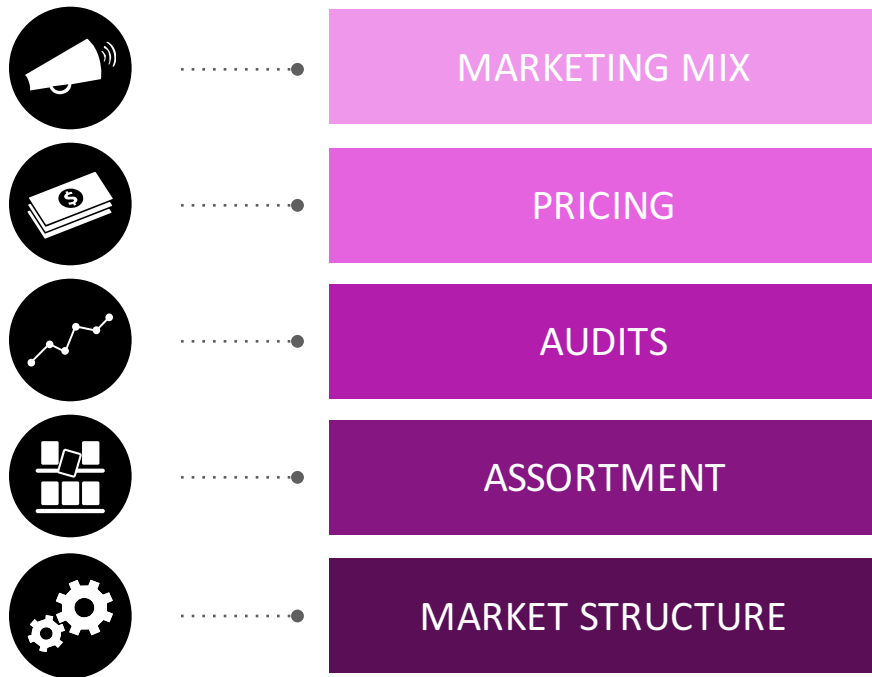 MARKETING MIX
$
PRICING
AUDITS
ASSORTMENT
MARKET STRUCTURE